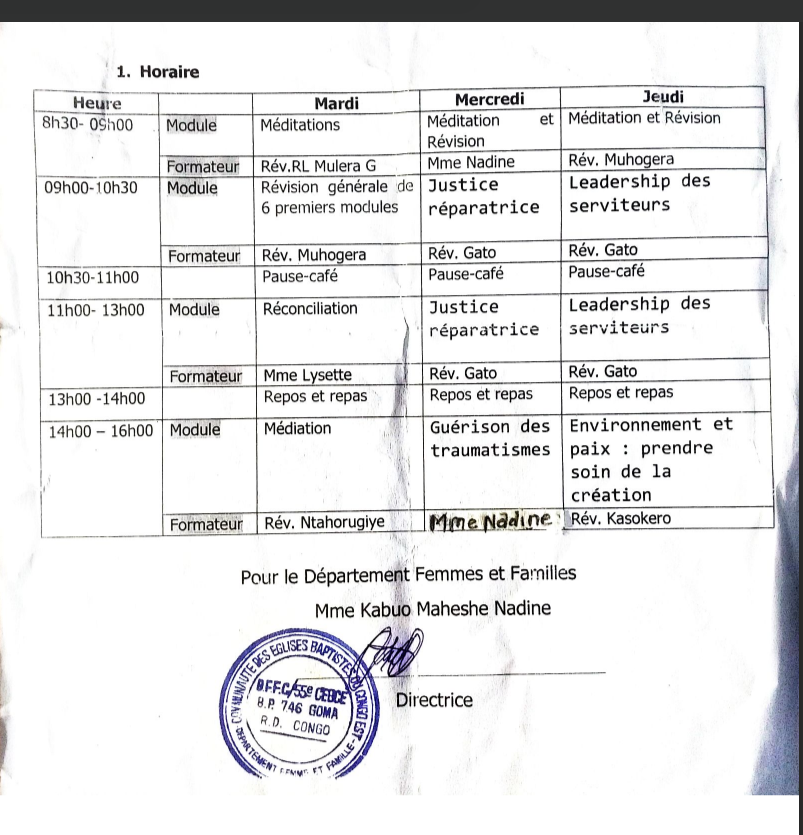 1. Horaire
Heure Mardi Mercredi Jeudi
8h30- 09h00 Module Méditations Méditation et Méditation et Révision
Révision
Formateur Rév.RL Mulera G Mme Nadine Rév. Muhogera
09h00-10h30 Module Révision générale de Justice Leadership des
6 premiers modules réparatrice serviteurs
Formateur Rév. Muhogera Rév. Gato Rév. Gato
10h30-11h00 Pause-café Pause-café Pause-café
11h00- 13h00 Module Réconciliation Justice Leadership des
réparatrice serviteurs
Formateur Mme Lysette Rév. Gato Rév. Gato
13h00 -14h00 Repos et repas Repos et repas Repos et repas
14h00 – 16h00 Module Médiation Guérison des Environnement et
traumatismes paix : prendre
soin de la
création
Formateur Rév. Ntahorugiye Mme Nadine Rév. Kasokero
Pour le Département Femmes et Familles
Mme Kabuo Maheshe Nadine
COMMUNAUTE DES EGLISES BAPTISTES DU CONGO EST
D.F.F.C/55e CEBCE
B.P. 746 GOMA
R.D. CONGO
DEPARTEMENT FEMME ET FAMILLE
Directrice